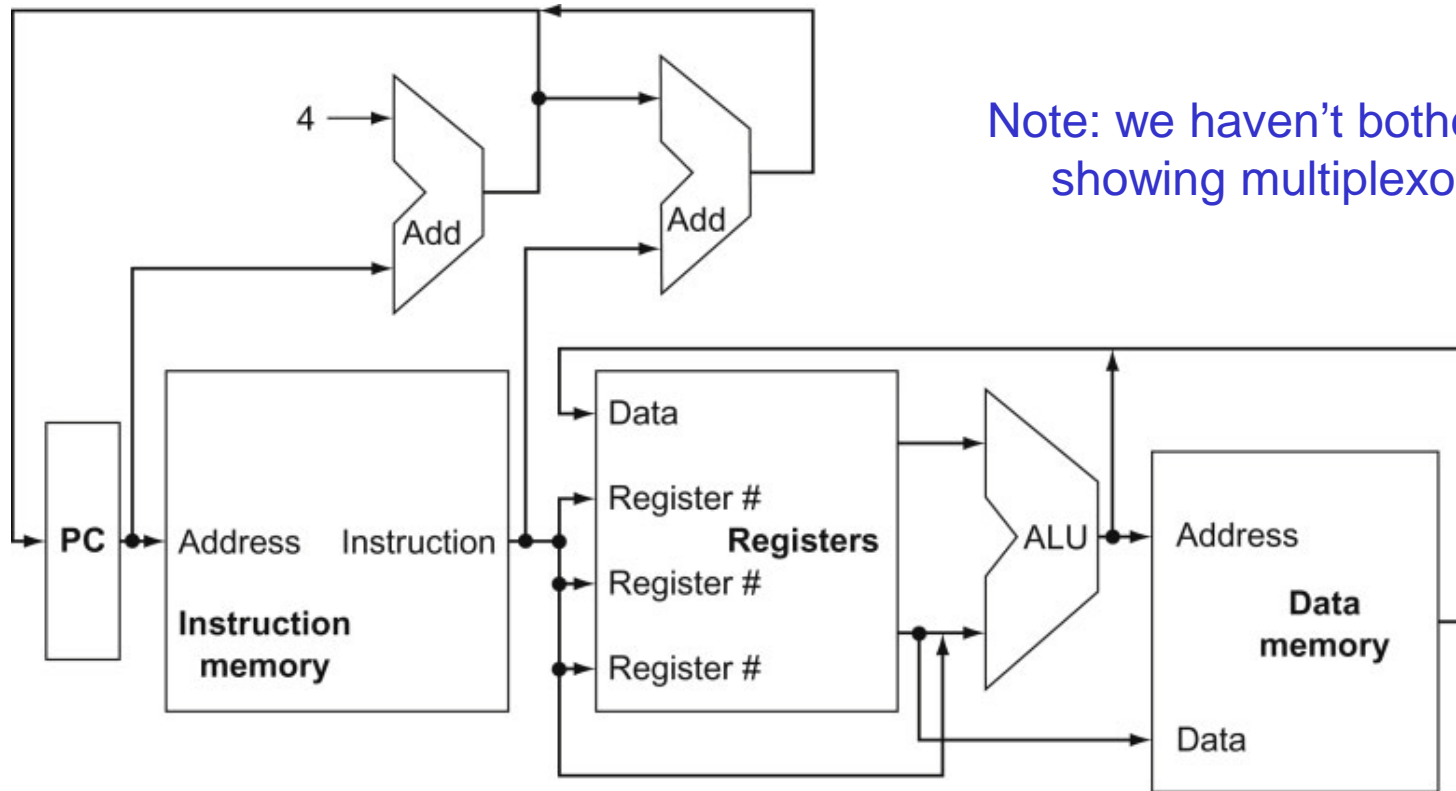 Note: we haven't bothe
showing multiplexo
4
Add
Add
PC
Address
Instruction
Instruction
memory
Data
Register #
Registers
Register #
Register #
ALU
Address
Data
memory
Data